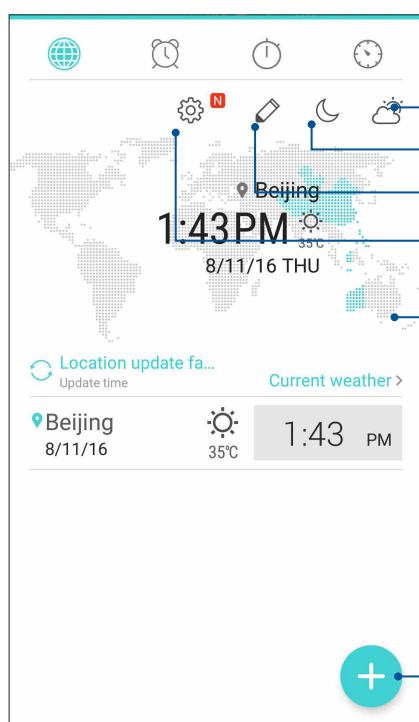 N
Beijing
1:43PM
35°C
8/11/16 THU
Location update fa...
Update time
Current weather >
Beijing
8/11/16
35°C
1:43 PM